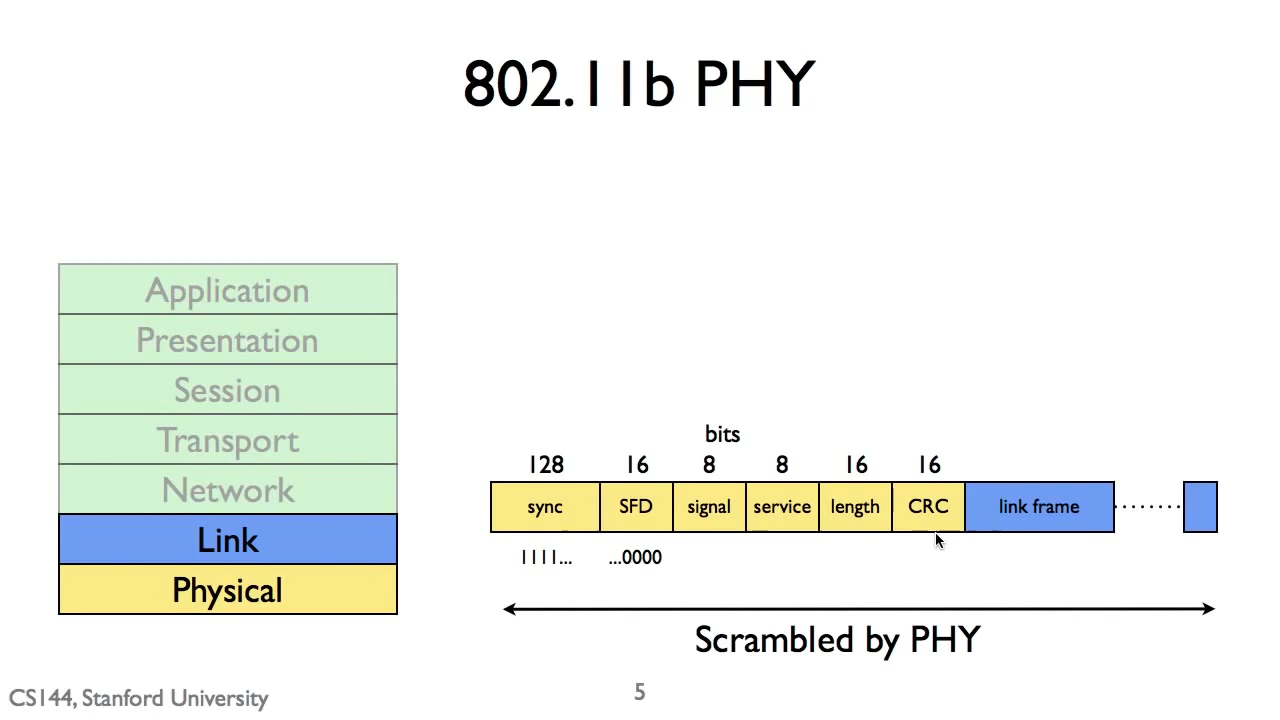 802.11b PHY
Application
Presentation
Session
Transport
Network
Link
Physical
bits
128 16 8 8 16 16
sync SFD signal service length CRC link frame
1111... ...0000
Scrambled by PHY
CS144, Stanford University
5